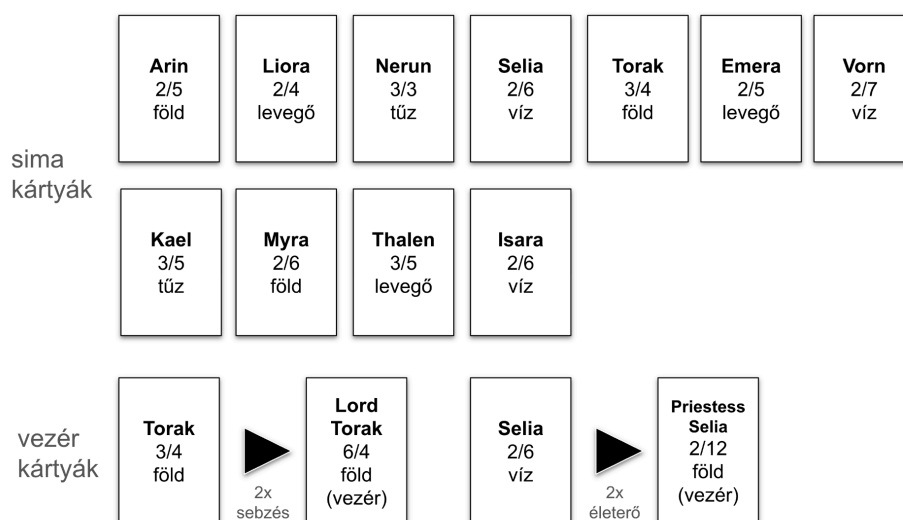 sima
kártyák
Arin
2/5
föld
Liora
2/4
levegő
Nerun
3/3
tűz
Selia
2/6
víz
Torak
3/4
föld
Emera
2/5
levegő
Vorn
2/7
víz
Kael
3/5
tűz
Myra
2/6
föld
Thalen
3/5
levegő
Isara
2/6
víz
vezér
kártyák
Torak
3/4
föld
2x
sebzés
Lord
Torak
6/4
föld
(vezér)
Selia
2/6
víz
2x
életerő
Priestess
Selia
2/12
föld
(vezér)